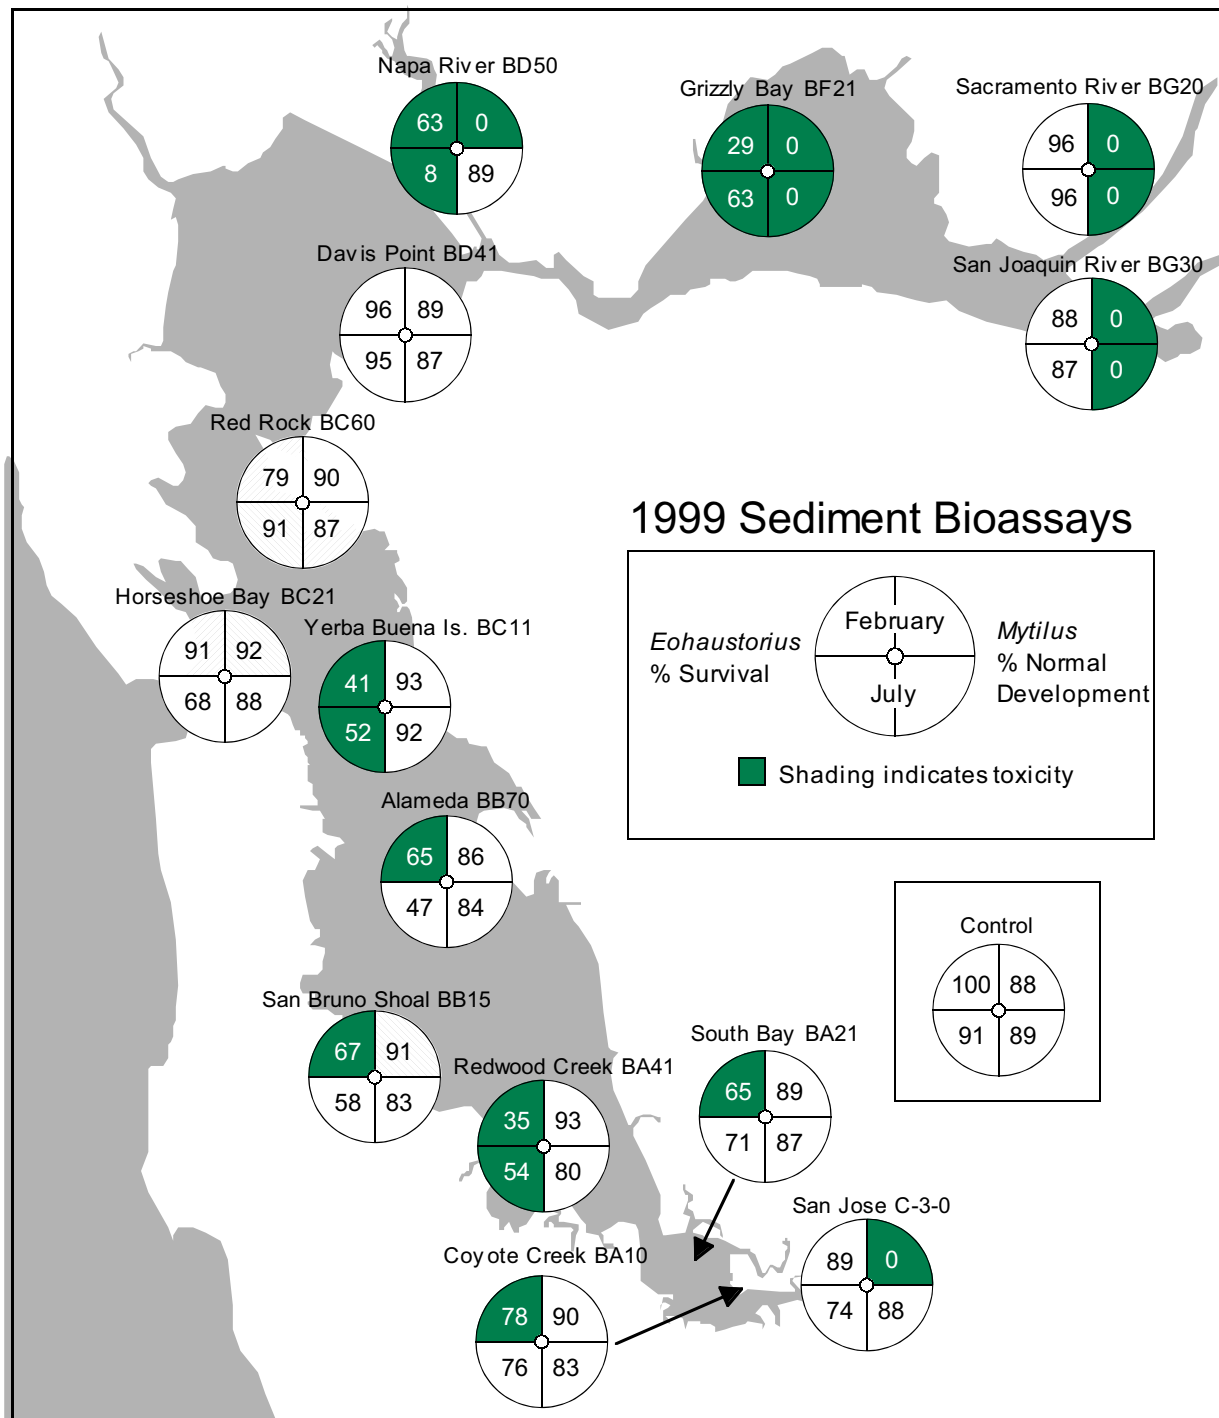 Napa River BD50
63 0
8 89
Grizzly Bay BF21
29 0
63 0
Sacramento River BG20
96 0
96 0
Davis Point BD41
96 89
95 87
San Joaquin River BG30
88 0
87 0
Red Rock BC60
79 90
91 87
1999 Sediment Bioassays
Eohaustorius
% Survival
February
July
Mytilus
% Normal
Development
Shading indicates toxicity
Horseshoe Bay BC21
91 92
68 88
Yerba Buena Is. BC11
41 93
52 92
Alameda BB70
65 86
47 84
Control
100 88
91 89
San Bruno Shoal BB15
67 91
58 83
Redwood Creek BA41
35 93
54 80
South Bay BA21
65 89
71 87
San Jose C-3-0
89 0
74 88
Coyote Creek BA10
78 90
76 83